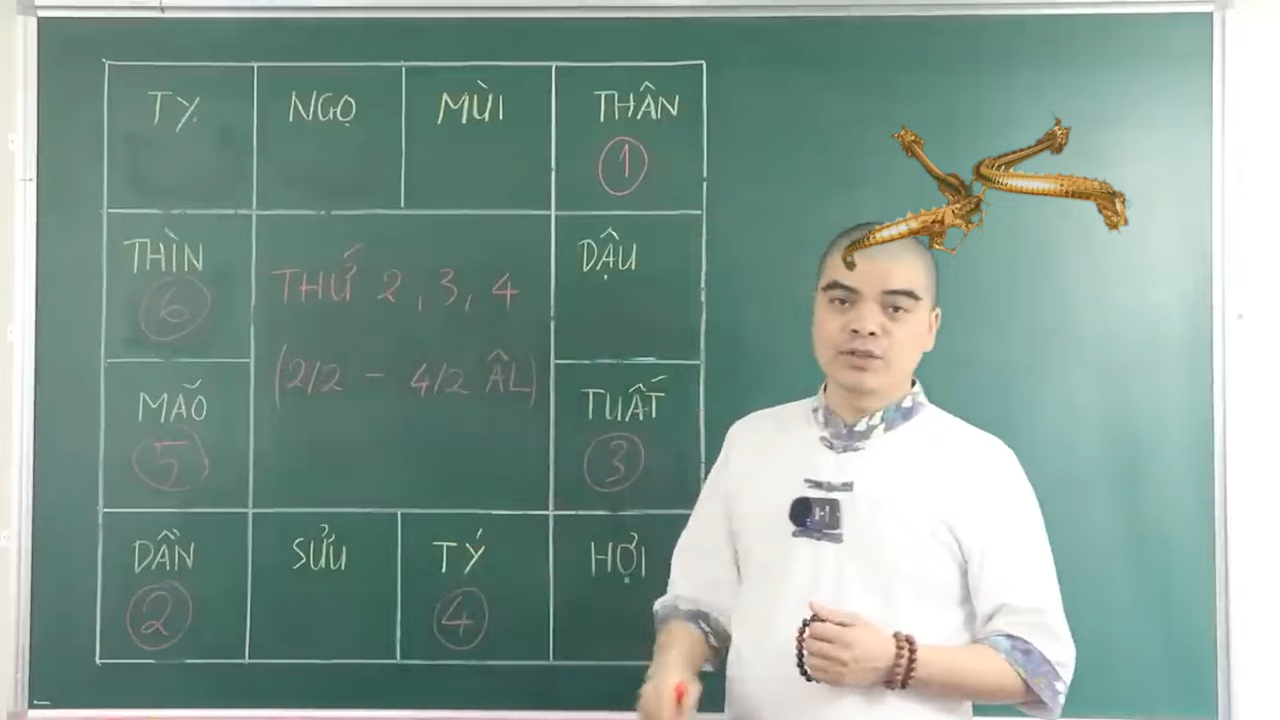 TỴ
NGỌ
MÙI
THÂN
1
THÌN
6
THỨ 2, 3, 4
(2/2 - 4/2 ÂL)
DẬU
MÃO
5
TUẤT
3
DẦN
2
SỬU
TÝ
4
HỢI